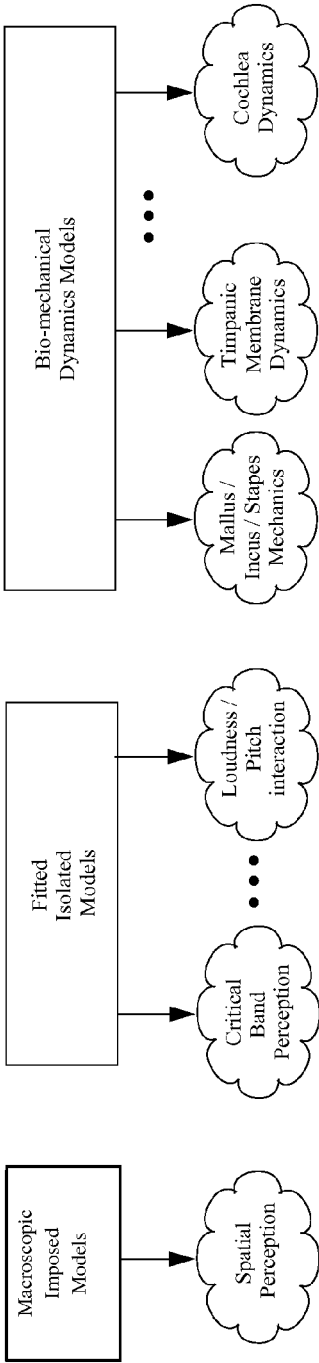 Macroscopic
Imposed
Models
Spatial
Perception
Fitted
Isolated
Models
Critical
Band
Perception
Loudness /
Pitch
interaction
Bio-mechanical
Dynamics Models
Mallus /
Incus / Stapes
Mechanics
Timpanic
Membrane
Dynamics
Cochlea
Dynamics